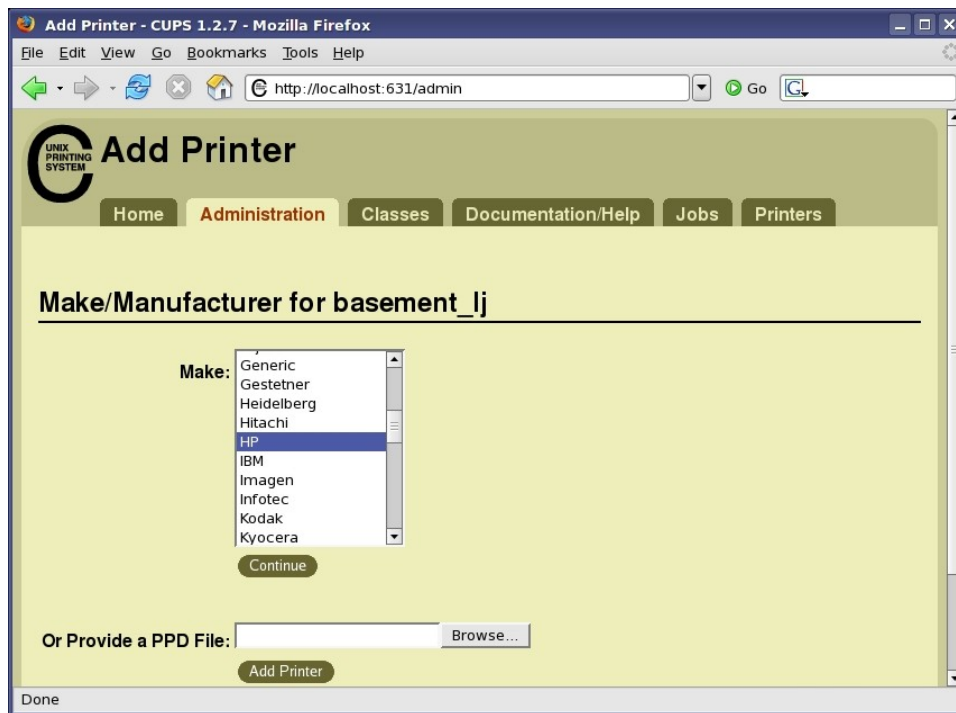 Add Printer - CUPS 1.2.7 - Mozilla Firefox
File Edit View Go Bookmarks Tools Help
http://localhost:631/admin
Go
G
UNIX
PRINTING
SYSTEM
Add Printer
Home Administration Classes Documentation/Help Jobs Printers
Make/Manufacturer for basement_lj
Make:
Generic
Gestetner
Heidelberg
Hitachi
HP
IBM
Imagen
Infotec
Kodak
Kyocera
Continue
Or Provide a PPD File:
Browse...
Add Printer
Done